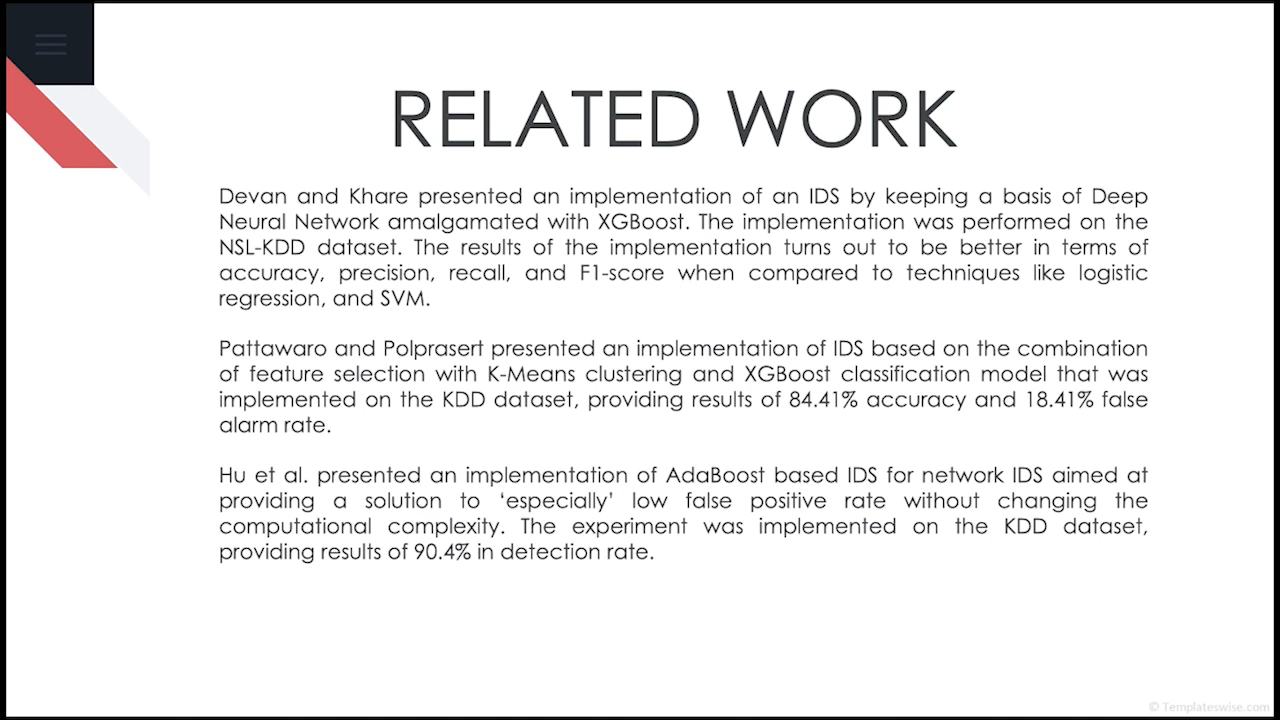 RELATED WORK
Devan and Khare presented an implementation of an IDS by keeping a basis of Deep
Neural Network amalgamated with XGBoost. The implementation was performed on the
NSL-KDD dataset. The results of the implementation turns out to be better in terms of
accuracy, precision, recall, and F1-score when compared to techniques like logistic
regression, and SVM.
Pattawaro and Polprasert presented an implementation of IDS based on the combination
of feature selection with K-Means clustering and XGBoost classification model that was
implemented on the KDD dataset, providing results of 84.41% accuracy and 18.41% false
alarm rate.
Hu et al. presented an implementation of AdaBoost based IDS for network IDS aimed at
providing a solution to ‘especially’ low false positive rate without changing the
computational complexity. The experiment was implemented on the KDD dataset,
providing results of 90.4% in detection rate.
© Templateswise.com